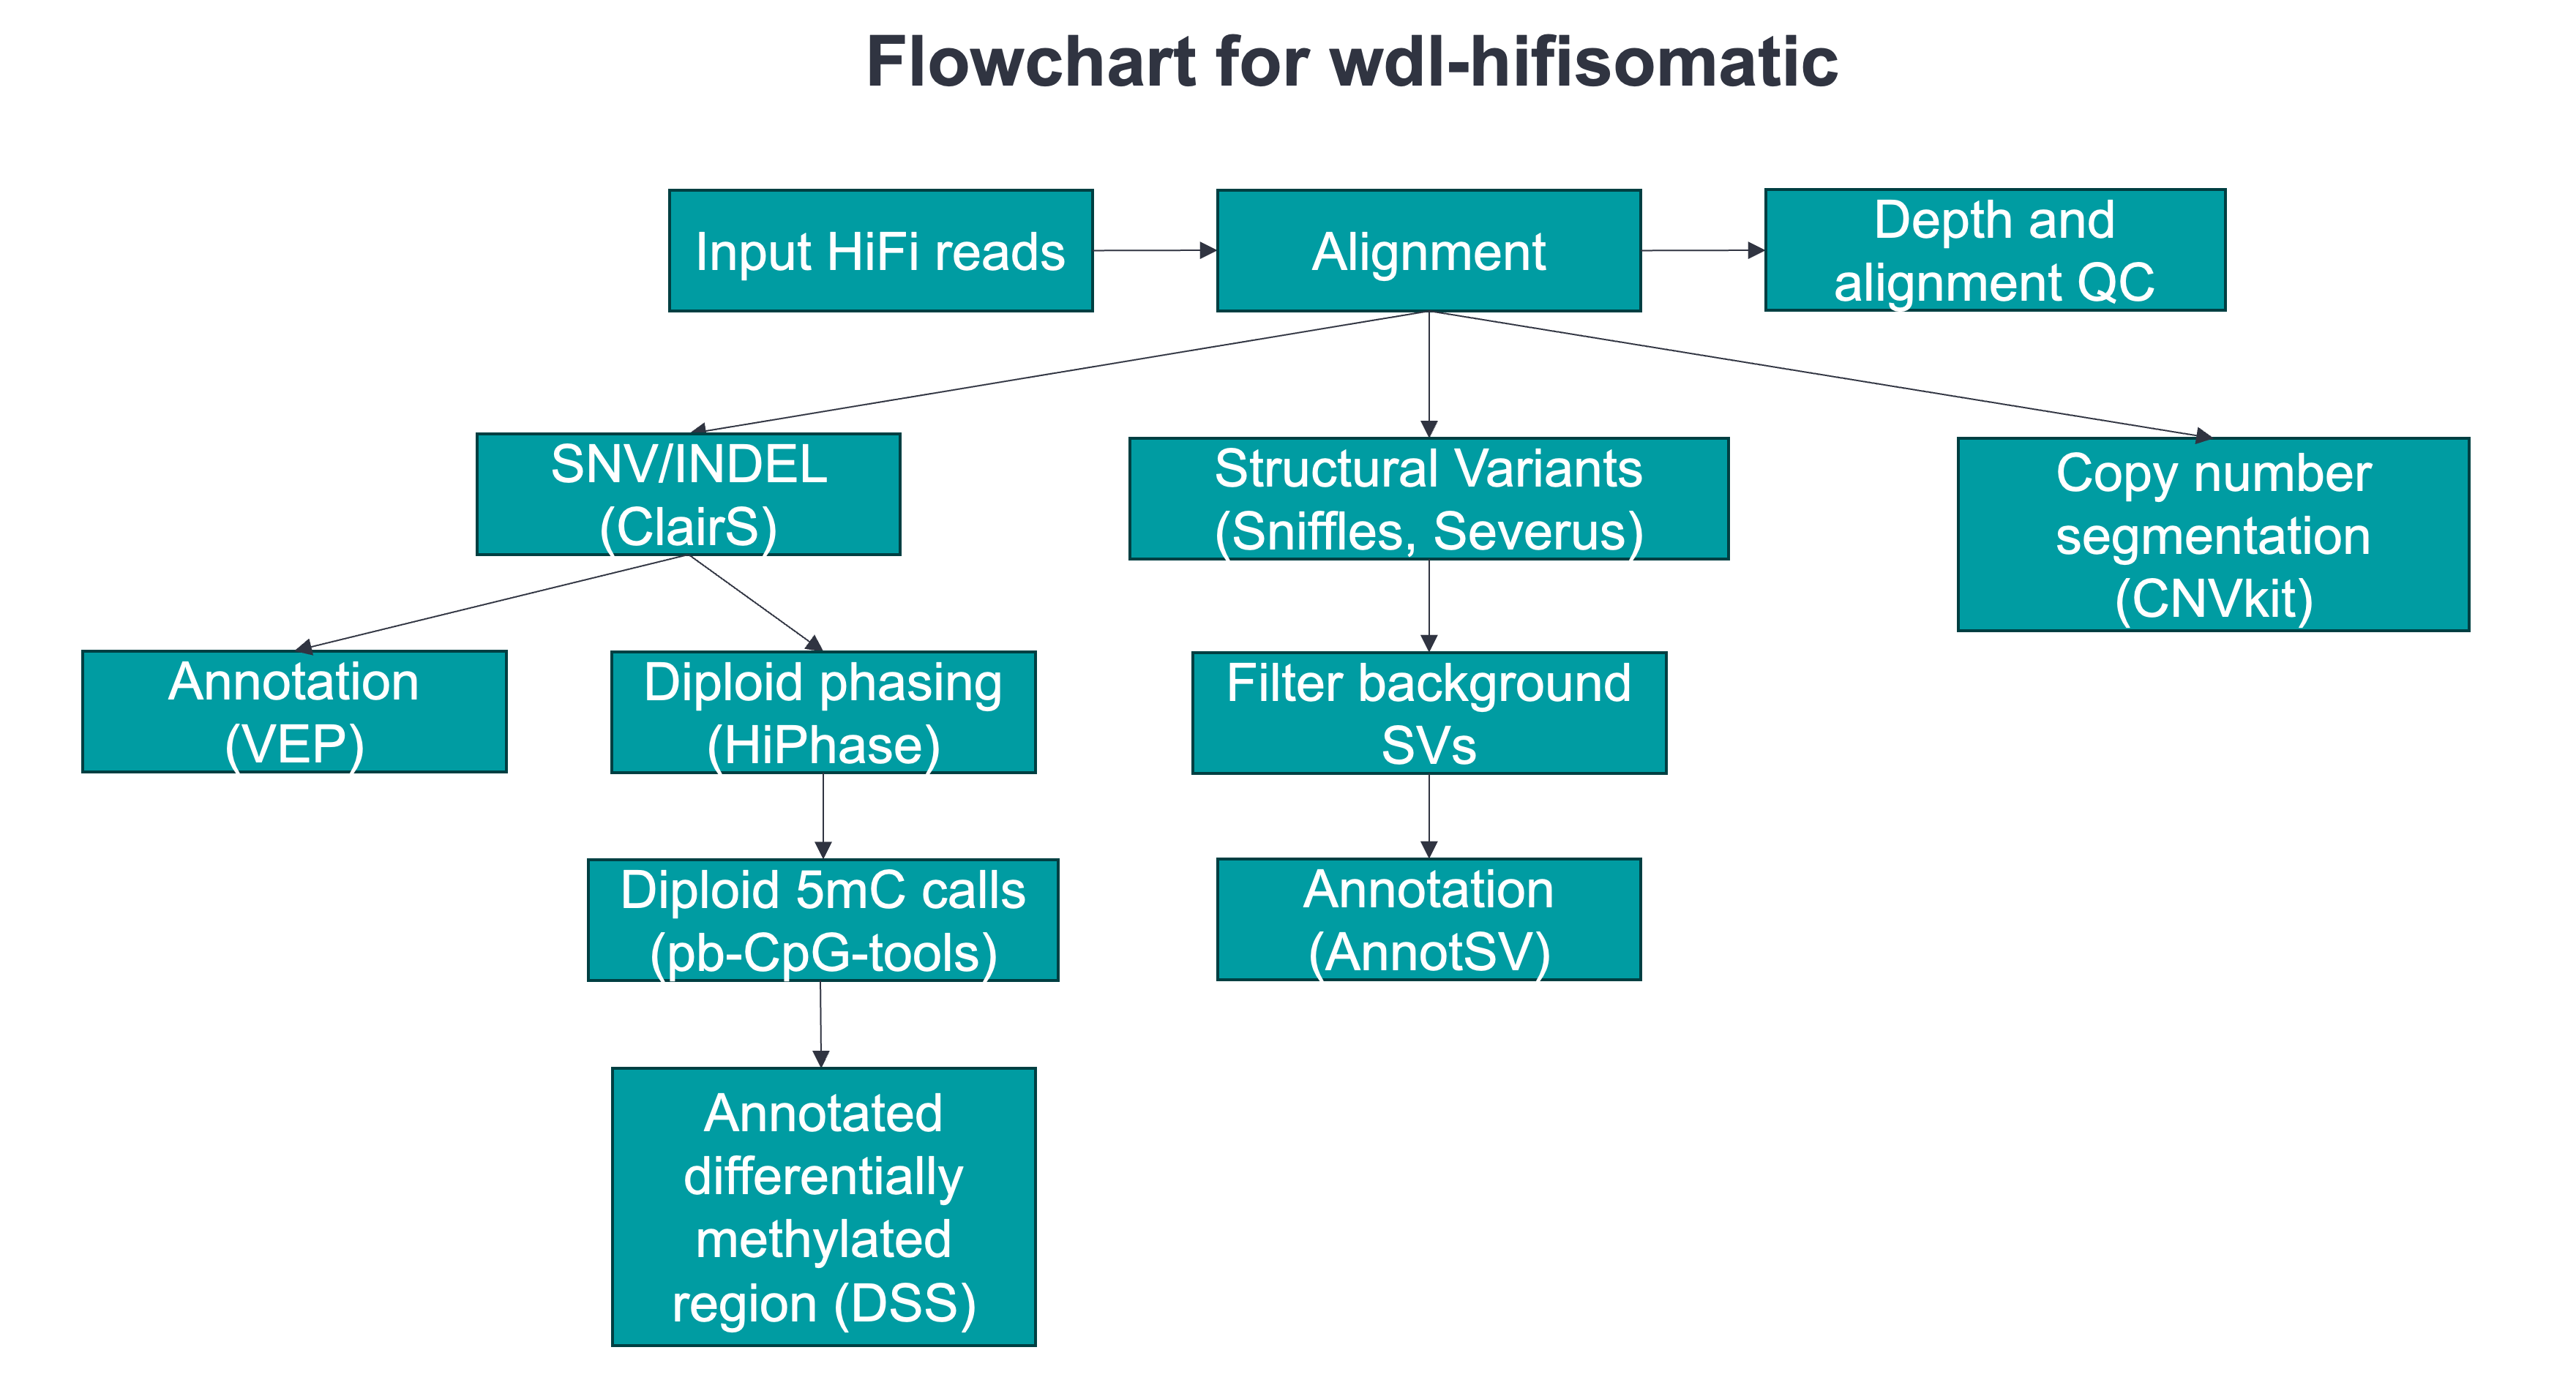 Flowchart for wdl-hifisomatic
Input HiFi reads
Alignment
Depth and
alignment QC
SNV/INDEL
(ClairS)
Structural Variants
(Sniffles, Severus)
Copy number
segmentation
(CNVkit)
Annotation
(VEP)
Diploid phasing
(HiPhase)
Filter background
SVs
Diploid 5mC calls
(pb-CpG-tools)
Annotation
(AnnotSV)
Annotated
differentially
methylated
region (DSS)